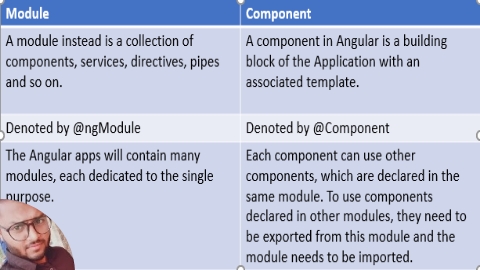 Module
Component
A module instead is a collection of
components, services, directives, pipes
and so on.
A component in Angular is a building
block of the Application with an
associated template.
Denoted by @ngModule
Denoted by @Component
The Angular apps will contain many
modules, each dedicated to the single
purpose.
Each component can use other
components, which are declared in the
same module. To use components
declared in other modules, they need to
be exported from this module and the
module needs to be imported.